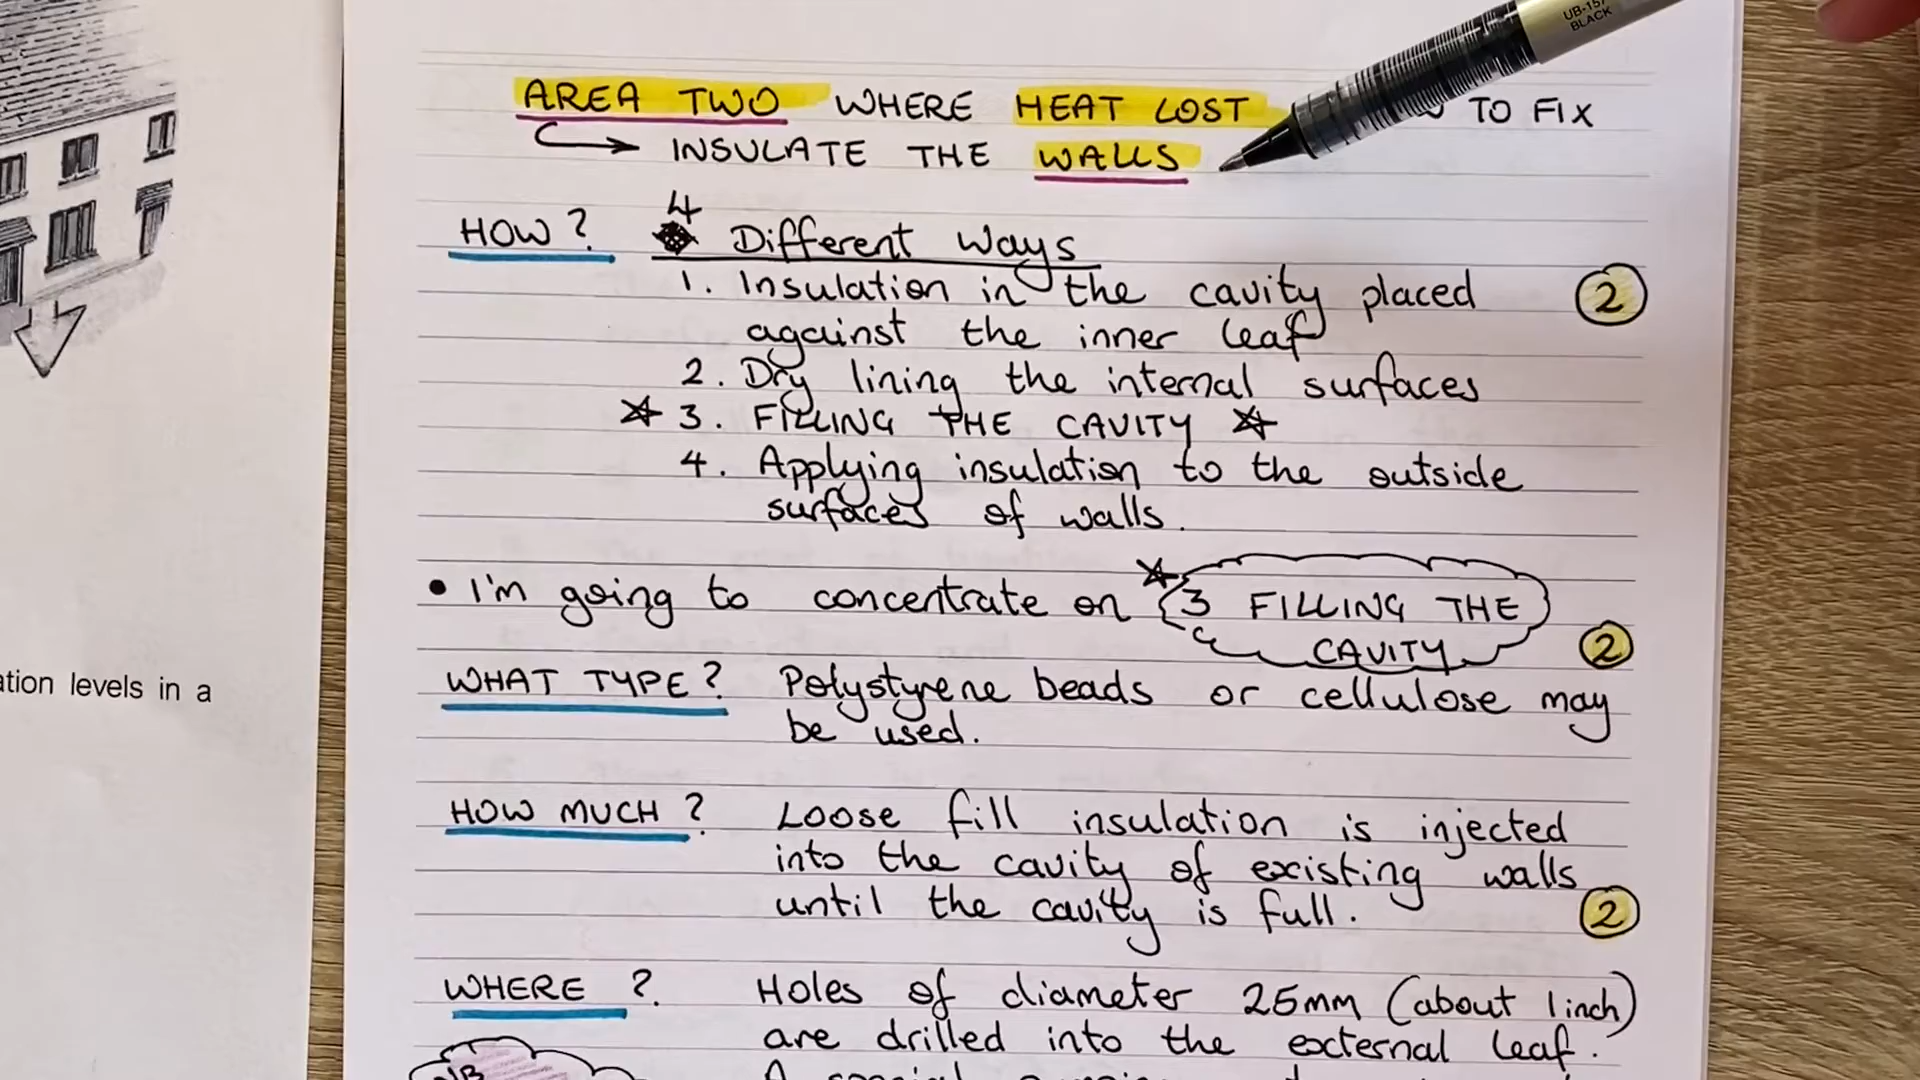 UB-157
BLACK
AREA TWO WHERE HEAT LOST TO FIX
INSULATE THE WALLS
HOW? 4 Different Ways
1. Insulation in the cavity placed 2
against the inner leaf
2. Dry lining the internal surfaces
3. FILLING THE CAVITY
4. Applying insulation to the outside
surfaces of walls.
• I'm going to concentrate on 3 FILLING THE
CAVITY 2
WHAT TYPE? Polystyrene beads or cellulose may
be used.
ation levels in a
HOW MUCH? Loose fill insulation is injected
into the cavity of existing walls
until the cavity is full. 2
WHERE? Holes of diameter 25mm (about 1 inch)
are drilled into the external leaf.